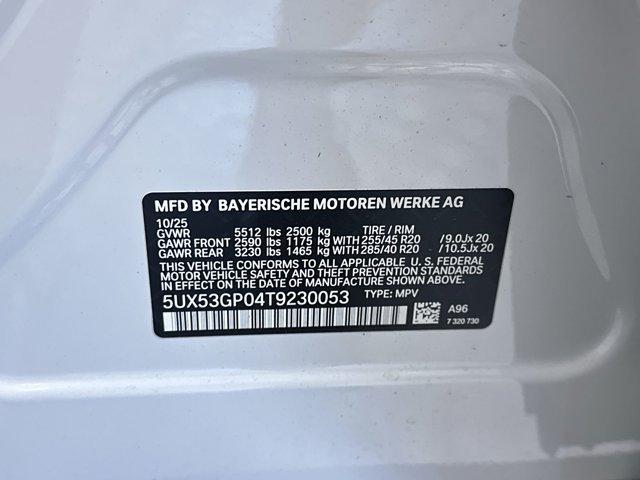 MFD BY BAYERISCHE MOTOREN WERKE AG
10/25
GVWR 5512 lbs 2500 kg TIRE / RIM
GAWR FRONT 2590 lbs 1175 kg WITH 255/45 R20 /9.0Jx 20
GAWR REAR 3230 lbs 1465 kg WITH 285/40 R20 /10.5Jx 20
THIS VEHICLE CONFORMS TO ALL APPLICABLE U.S. FEDERAL
MOTOR VEHICLE SAFETY AND THEFT PREVENTION STANDARDS
IN EFFECT ON THE DATE OF MANUFACTURE SHOWN ABOVE.
5UX53GP04T9230053 TYPE: MPV
A96
7 320 730